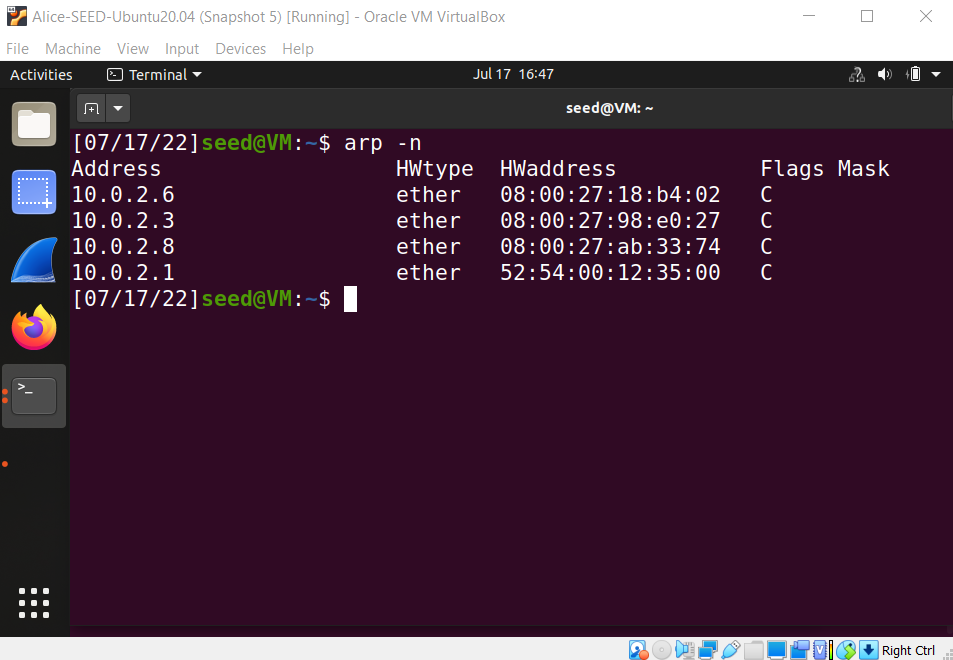 Alice-SEED-Ubuntu20.04 (Snapshot 5) [Running] - Oracle VM VirtualBox
File Machine View Input Devices Help
Activities Terminal Jul 17 16:47
seed@VM: ~
[07/17/22]seed@VM:~$ arp -n
Address HWtype HWaddress Flags Mask
10.0.2.6 ether 08:00:27:18:b4:02 C
10.0.2.3 ether 08:00:27:98:e0:27 C
10.0.2.8 ether 08:00:27:ab:33:74 C
10.0.2.1 ether 52:54:00:12:35:00 C
[07/17/22]seed@VM:~$
Right Ctrl